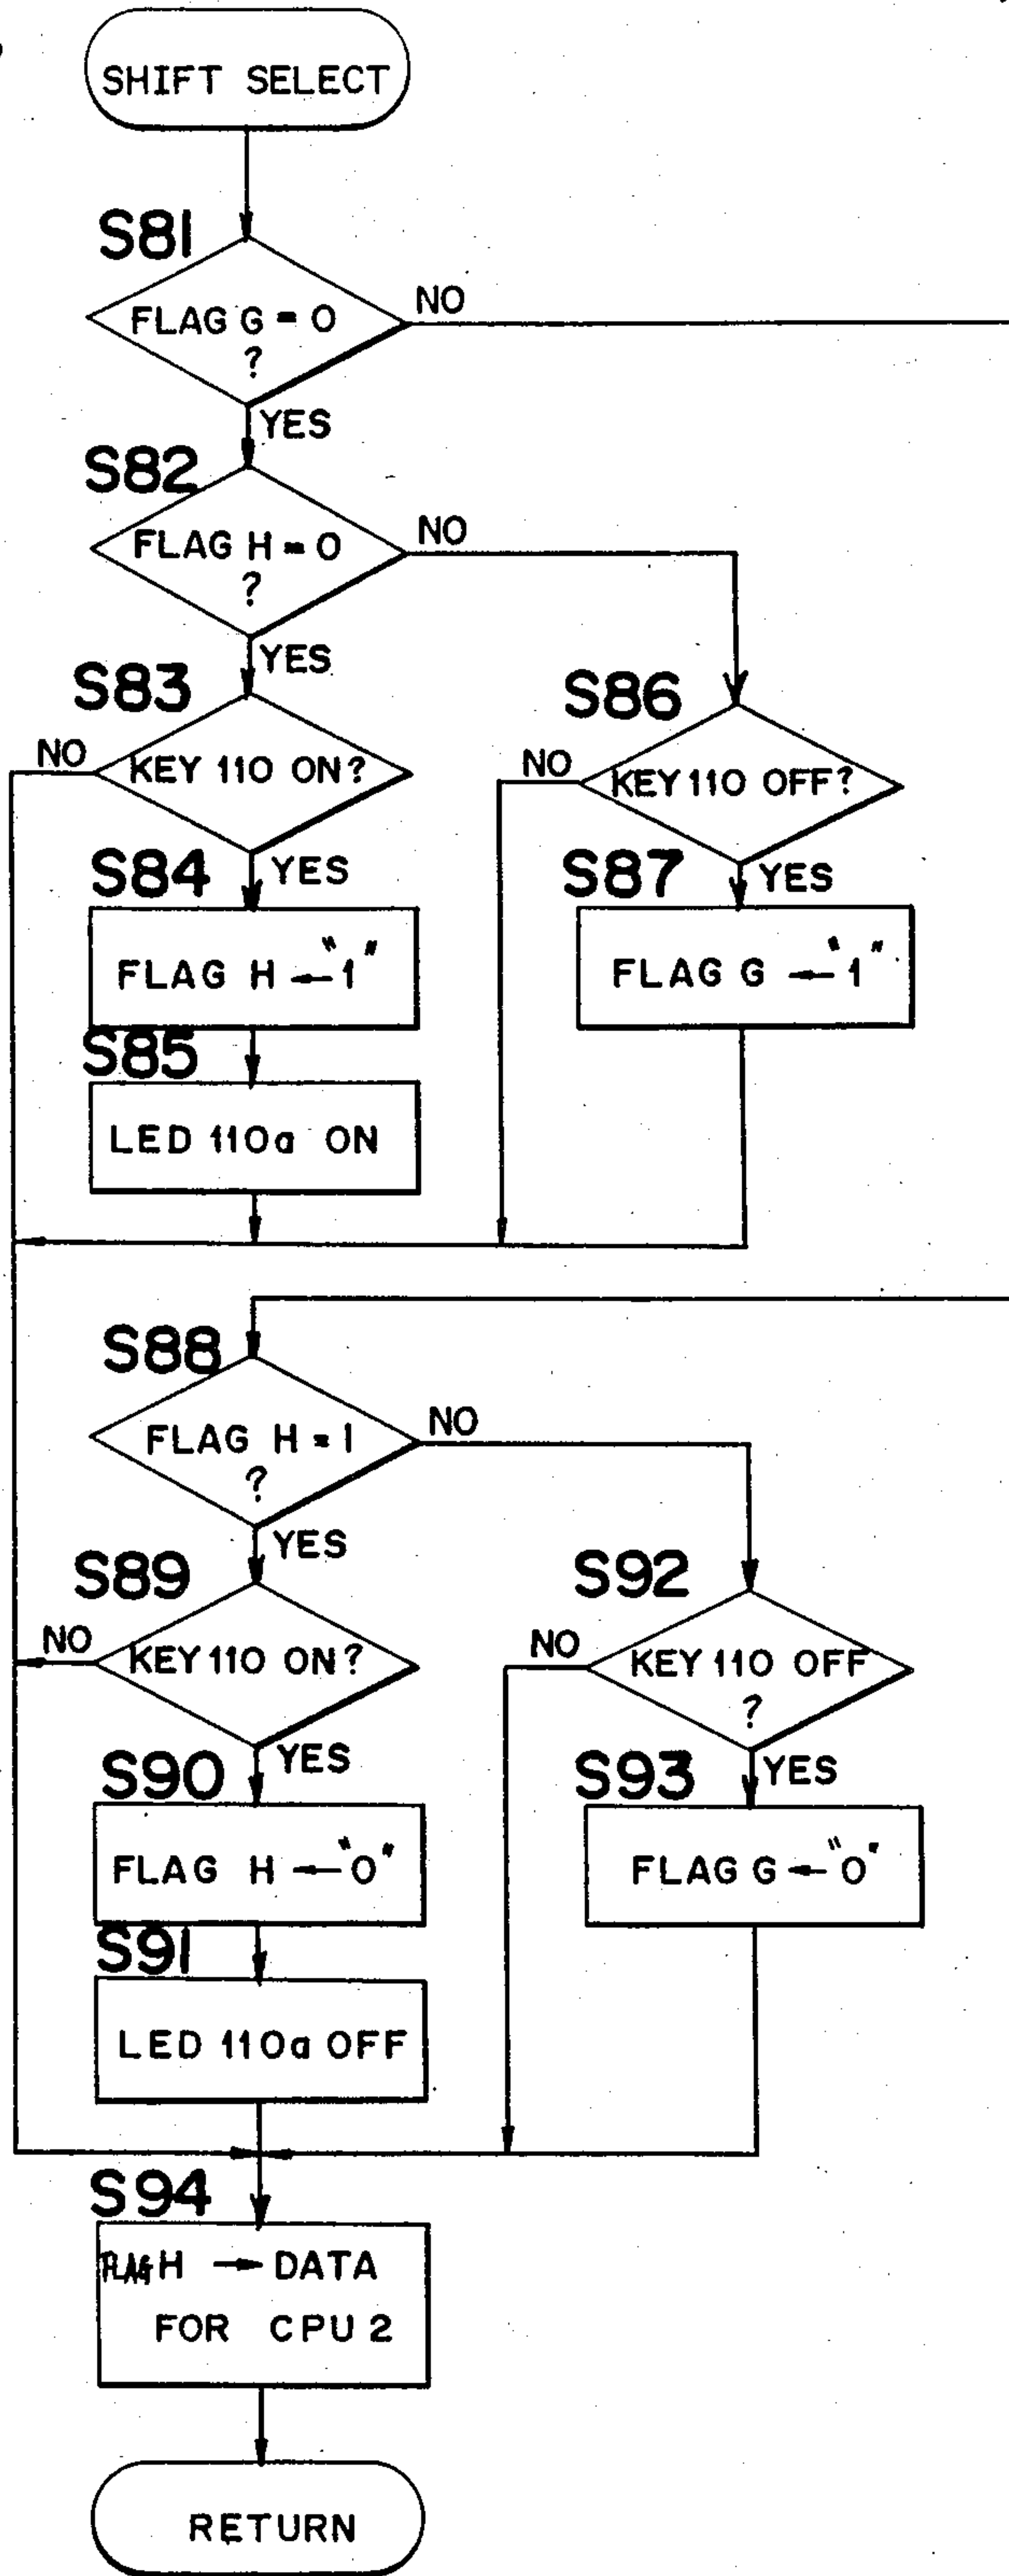 SHIFT SELECT
S81
FLAG G = 0
?
NO
YES
S82
FLAG H = 0
?
NO
YES
S83
KEY 110 ON?
NO
YES
S84
FLAG H ← "1"
S85
LED 110a ON
S86
KEY 110 OFF?
NO
YES
S87
FLAG G ← "1"
S88
FLAG H = 1
?
NO
YES
S89
KEY 110 ON?
NO
YES
S90
FLAG H ← "0"
S91
LED 110a OFF
S92
KEY 110 OFF
?
NO
YES
S93
FLAG G ← "0"
S94
FLAG H → DATA
FOR CPU 2
RETURN